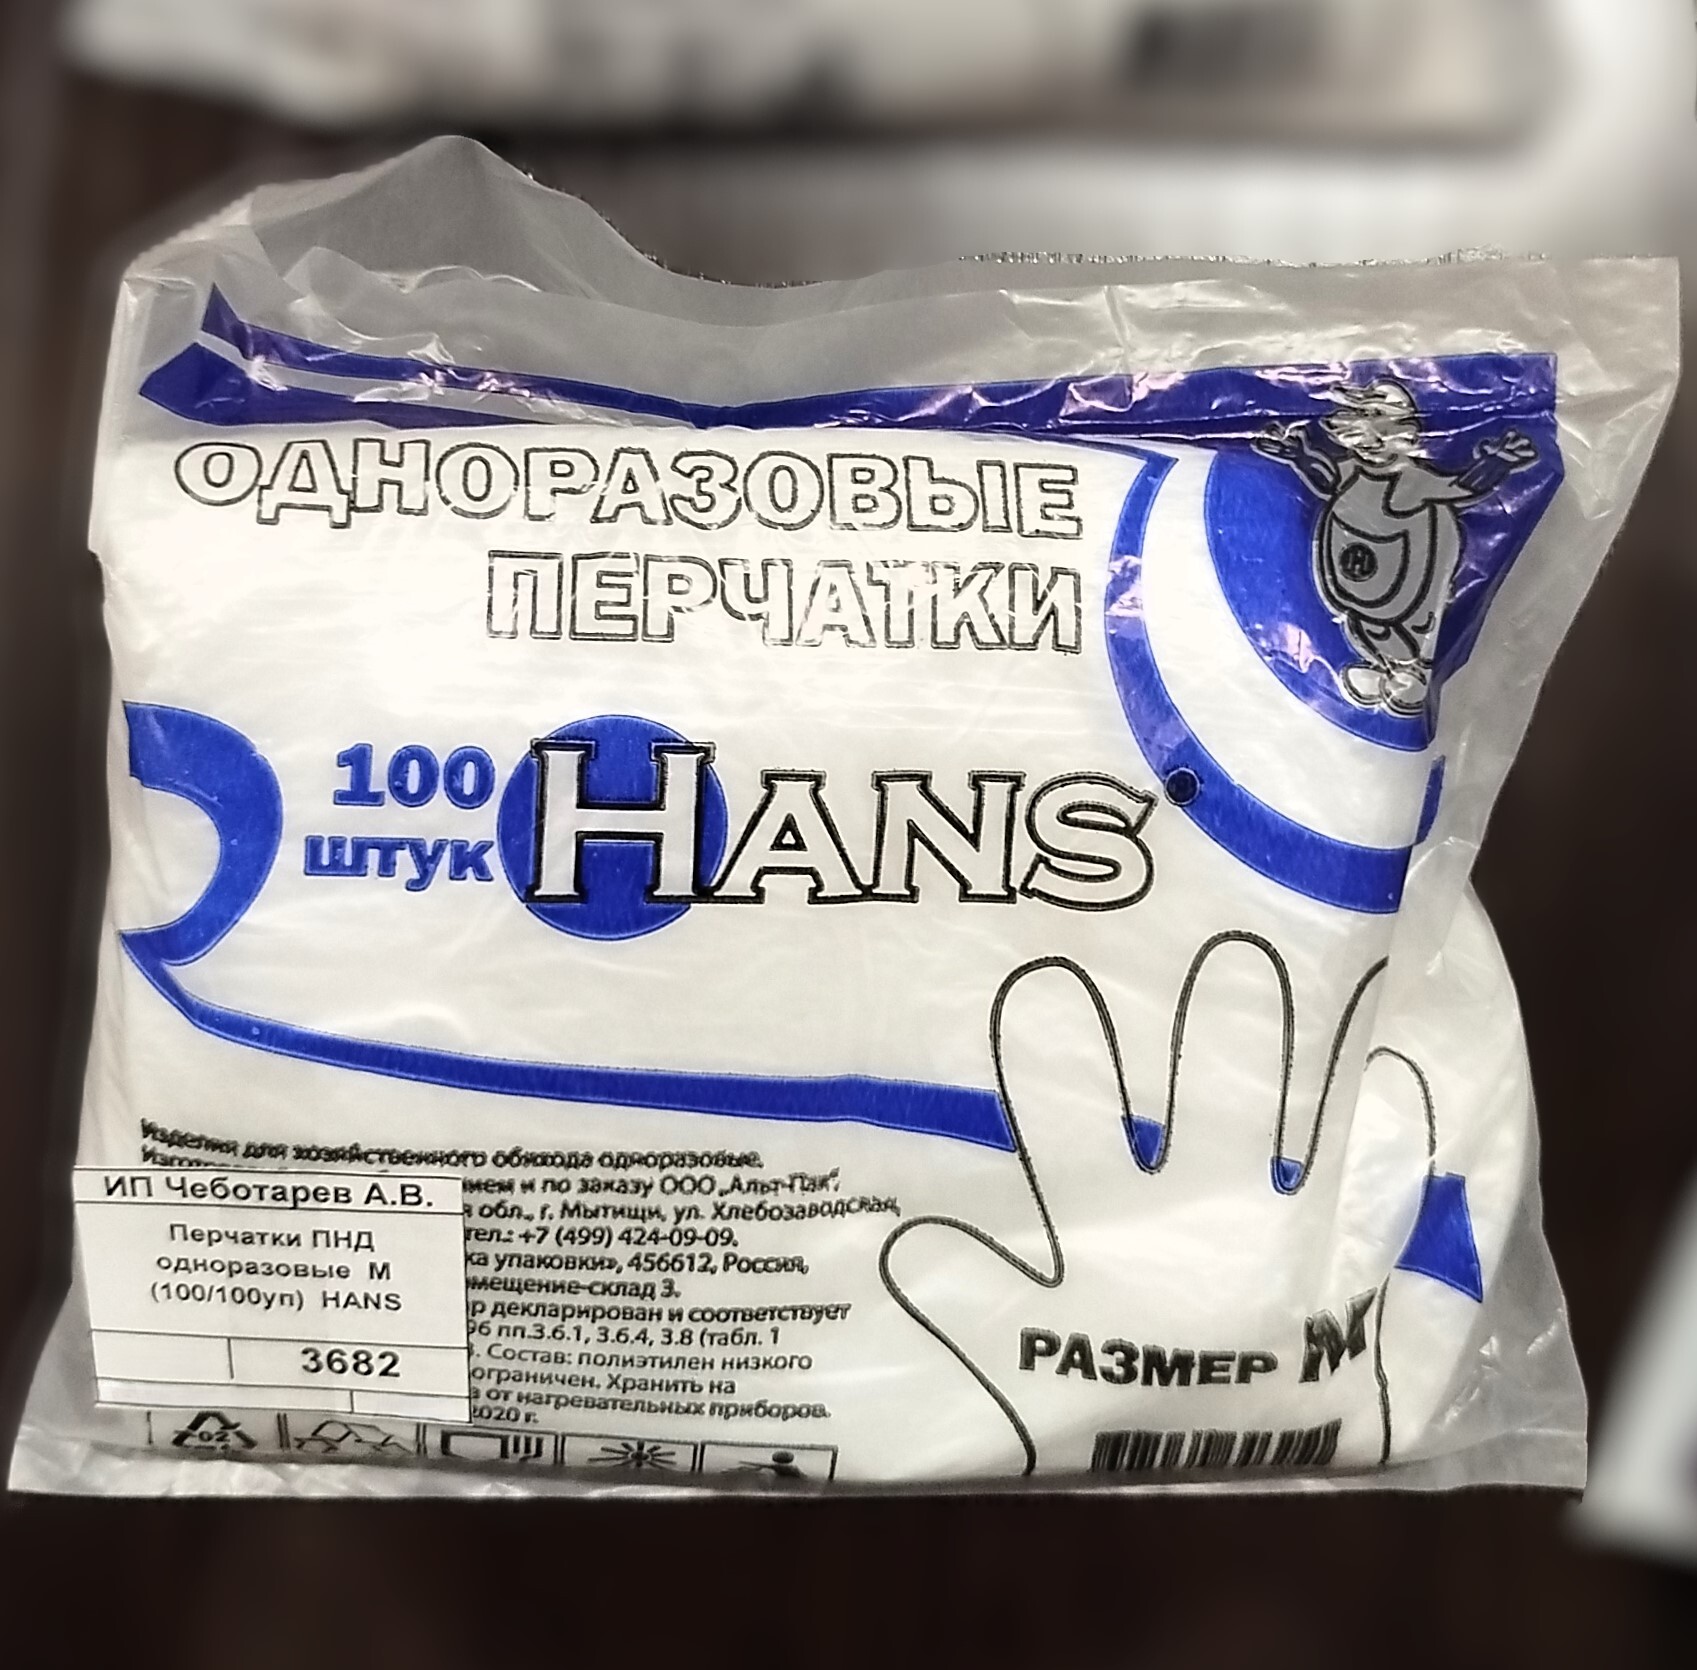 ОДНОРАЗОВЫЕ
ПЕРЧАТКИ
100
штук
HANS
Изделия для хозяйственного обихода одноразовые.
и по заказу ООО „Альт-Пак",
обл., г. Мытищи, ул. Хлебозаводская,
тел.: +7 (499) 424-09-09.
упаковки», 456612, Россия,
3.
декларирован и соответствует
пп.3.6.1, 3.6.4, 3.8 (табл. 1
Состав: полиэтилен низкого
ограничен. Хранить на
от нагревательных приборов.
2020 г.
ИП Чеботарев А.В.
Перчатки ПНД
одноразовые М
(100/100уп) HANS
3682
РАЗМЕР M
02